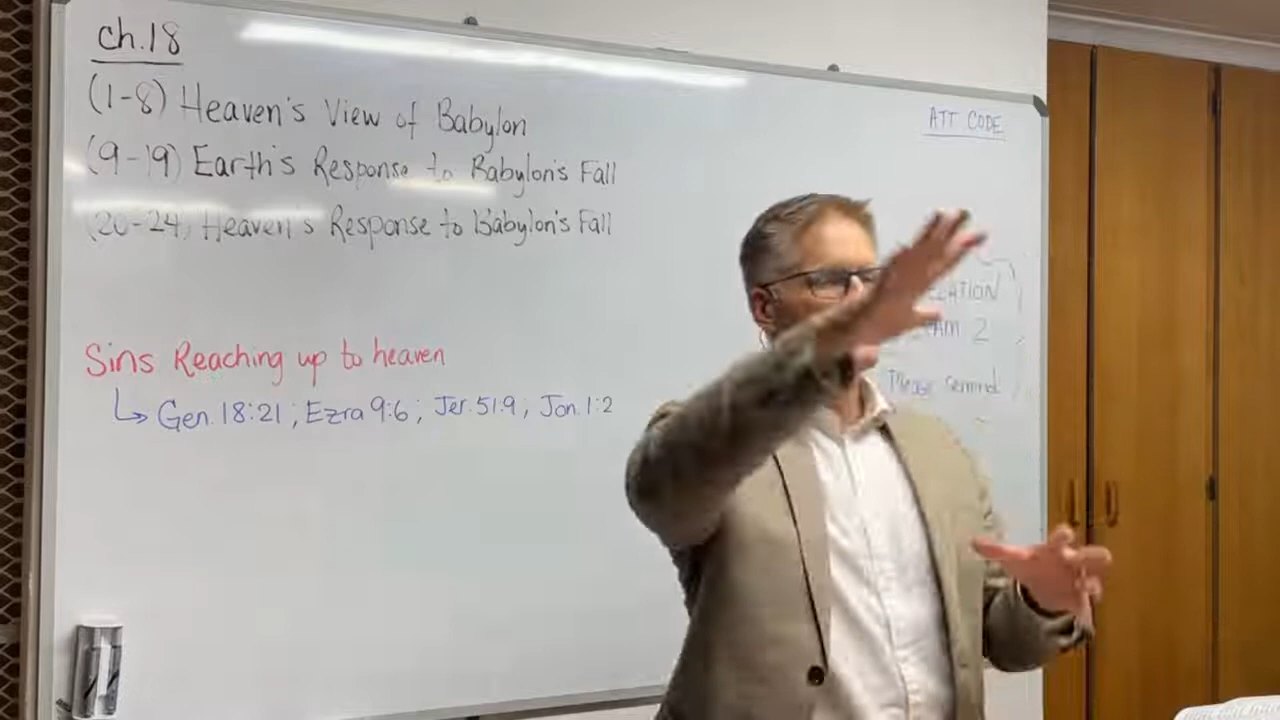 Ch.18
(1-8) Heaven's View of Babylon
(9-19) Earth's Response to Babylon's Fall
(20-24) Heaven's Response to Babylon's Fall
Sins Reaching up to heaven
↳ Gen. 18:21; Ezra 9:6; Jer. 51:9; Jon. 1:2
ATT CODE
2
Please